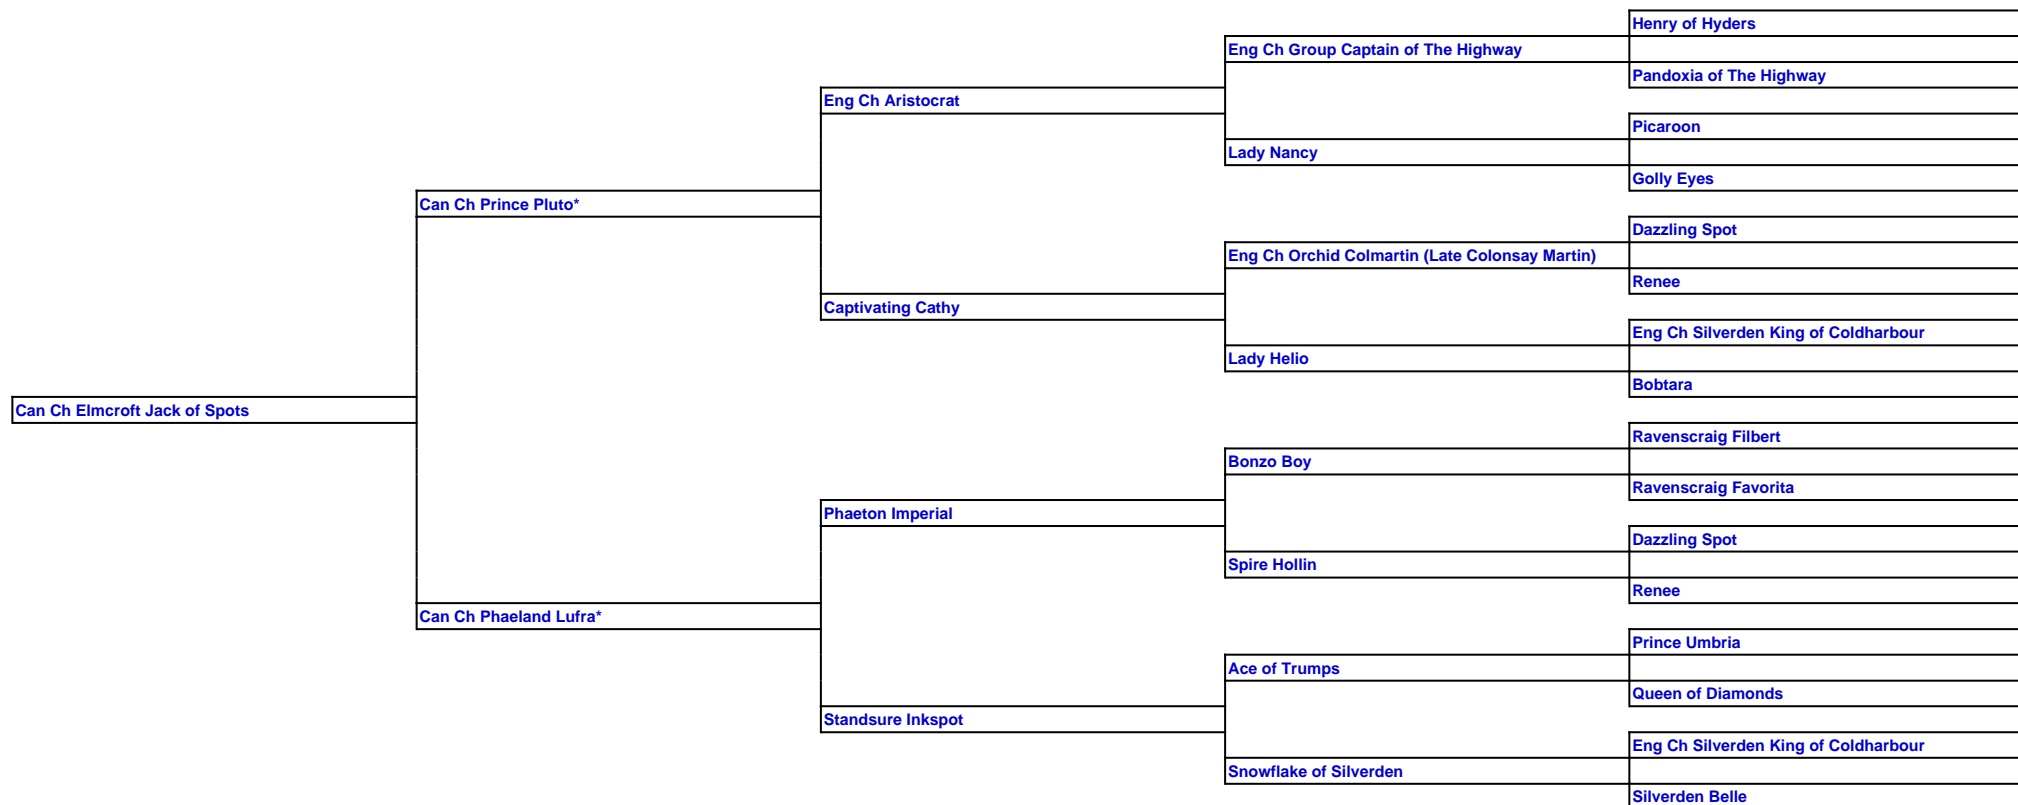 Henry of Hyders
Eng Ch Group Captain of The Highway
Pandoxia of The Highway
Eng Ch Aristocrat
Picaroon
Lady Nancy
Golly Eyes
Can Ch Prince Pluto*
Dazzling Spot
Eng Ch Orchid Colmartin (Late Colonsay Martin)
Renee
Captivating Cathy
Eng Ch Silverden King of Coldharbour
Lady Helio
Bobtara
Can Ch Elmcroft Jack of Spots
Ravenscraig Filbert
Bonzo Boy
Ravenscraig Favorita
Phaeton Imperial
Dazzling Spot
Spire Hollin
Renee
Can Ch Phaeland Lufra*
Prince Umbria
Ace of Trumps
Queen of Diamonds
Standsure Inkspot
Eng Ch Silverden King of Coldharbour
Snowflake of Silverden
Silverden Belle